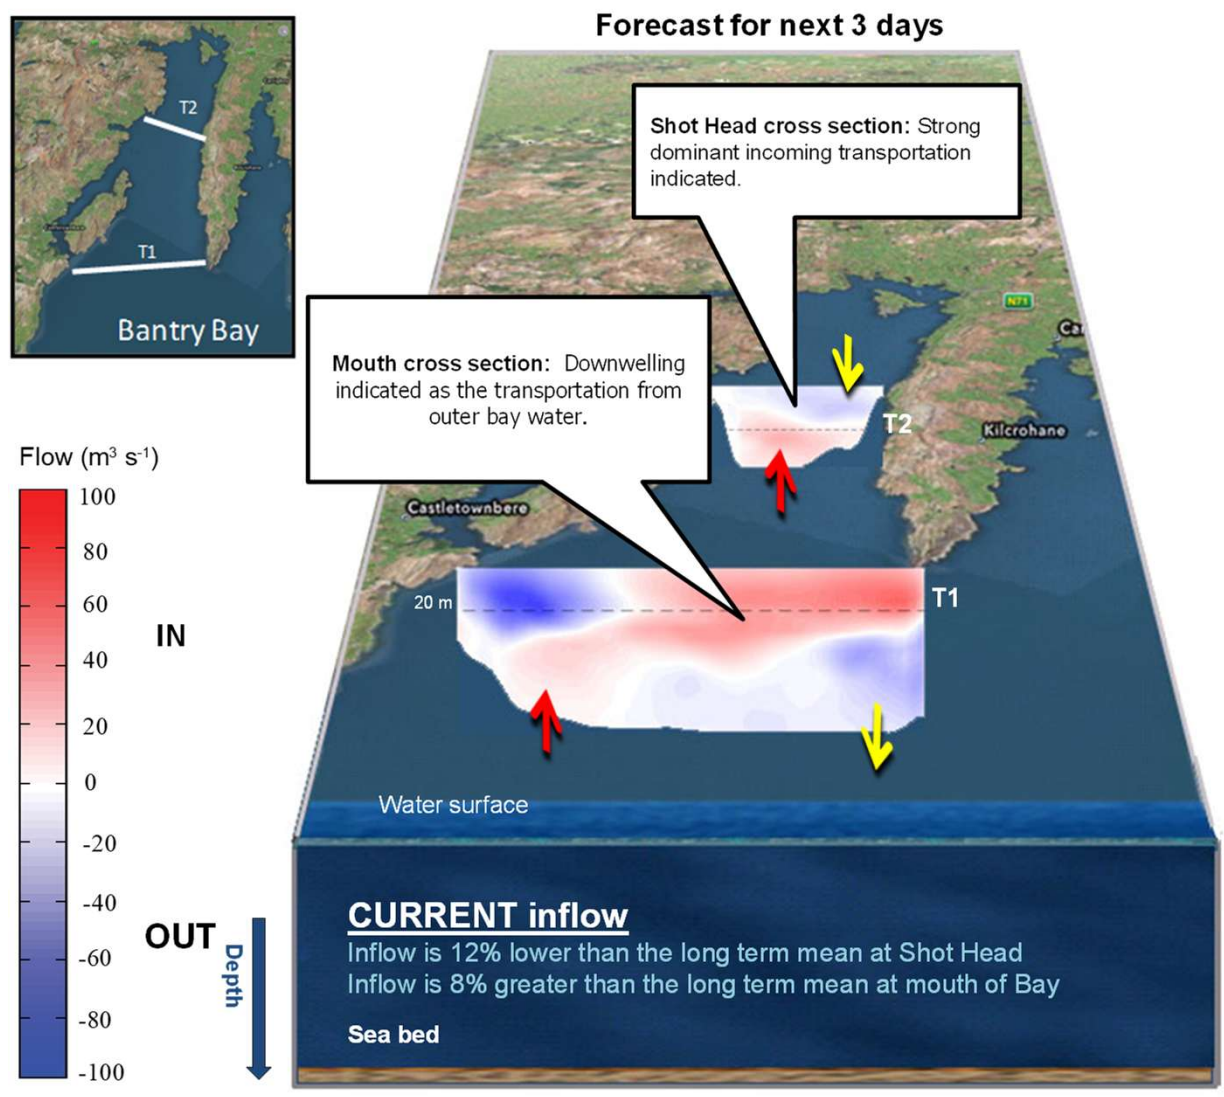 Forecast for next 3 days
T2
T1
Bantry Bay
Shot Head cross section: Strong
dominant incoming transportation
indicated.
N71
Mouth cross section: Downwelling
indicated as the transportation from
outer bay water.
T2
Kilcrohane
Castletownbere
Flow (m³ s⁻¹)
100
80
60
40
20
0
-20
-40
-60
-80
-100
IN
OUT
Depth
20 m
T1
Water surface
CURRENT inflow
Inflow is 12% lower than the long term mean at Shot Head
Inflow is 8% greater than the long term mean at mouth of Bay
Sea bed